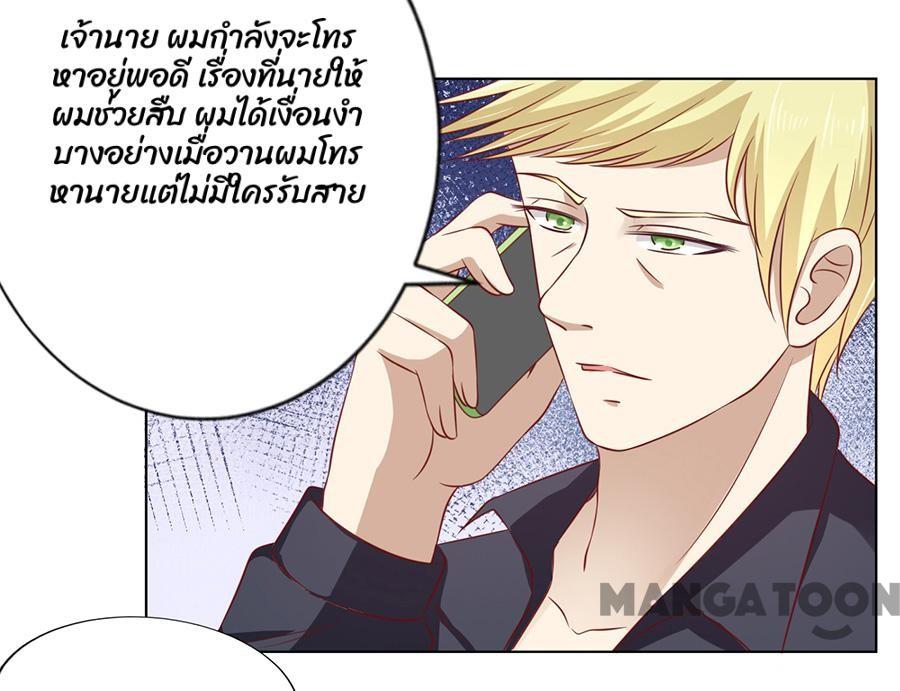 เจ้านาย ผมกำลังจะโทร
หาอยู่พอดี เรื่องที่นายให้
ผมช่วยสืบ ผมได้เงื่อนงำ
บางอย่างเมื่อวานผมโทร
หานายแต่ไม่มีใครรับสาย
MANGATOON